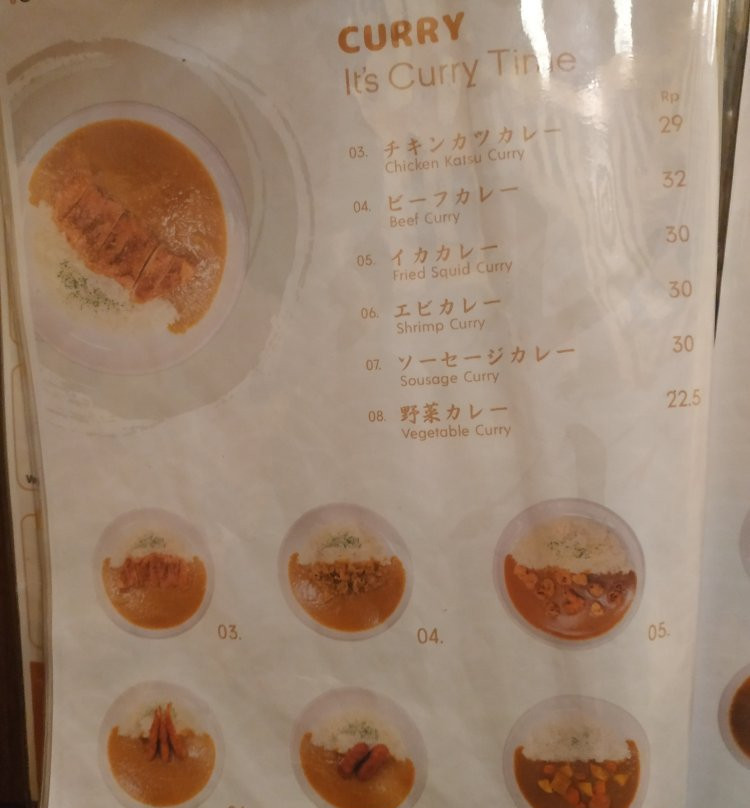 CURRY
It's Curry Time
Rp
03. チキンカツカレー 29
Chicken Katsu Curry
04. ビーフカレー 32
Beef Curry
05. イカカレー 30
Fried Squid Curry
06. エビカレー 30
Shrimp Curry
07. ソーセージカレー 30
Sousage Curry
08. 野菜カレー 22.5
Vegetable Curry
03.
04.
05.